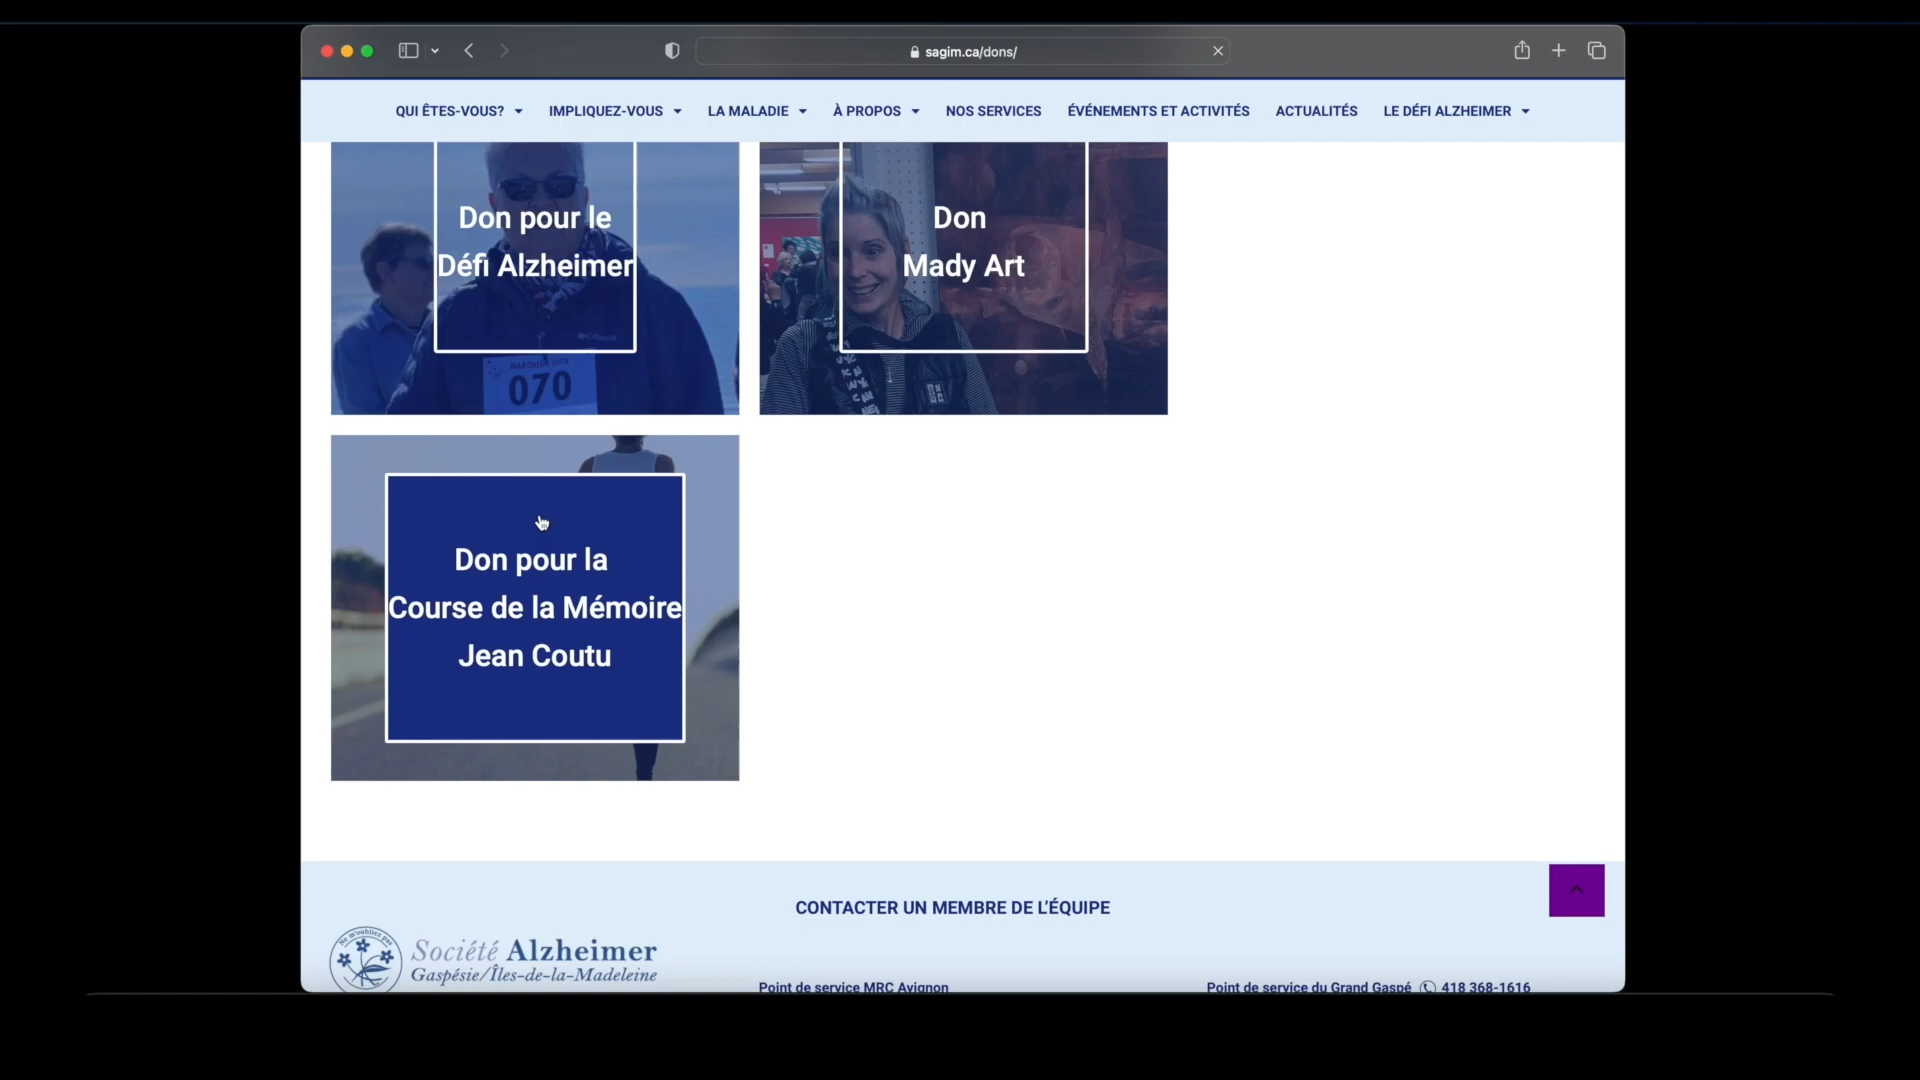 sagim.ca/dons/
QUI ÊTES-VOUS? IMPLIQUEZ-VOUS LA MALADIE À PROPOS NOS SERVICES ÉVÉNEMENTS ET ACTIVITÉS ACTUALITÉS LE DÉFI ALZHEIMER
Don pour le
Défi Alzheimer
070
Don
Mady Art
Don pour la
Course de la Mémoire
Jean Coutu
CONTACTER UN MEMBRE DE L’ÉQUIPE
Ne m'oubliez pas
Société Alzheimer
Gaspésie/Îles-de-la-Madeleine
Point de service MRC Avignon
Point de service du Grand Gaspé 418 368-1616